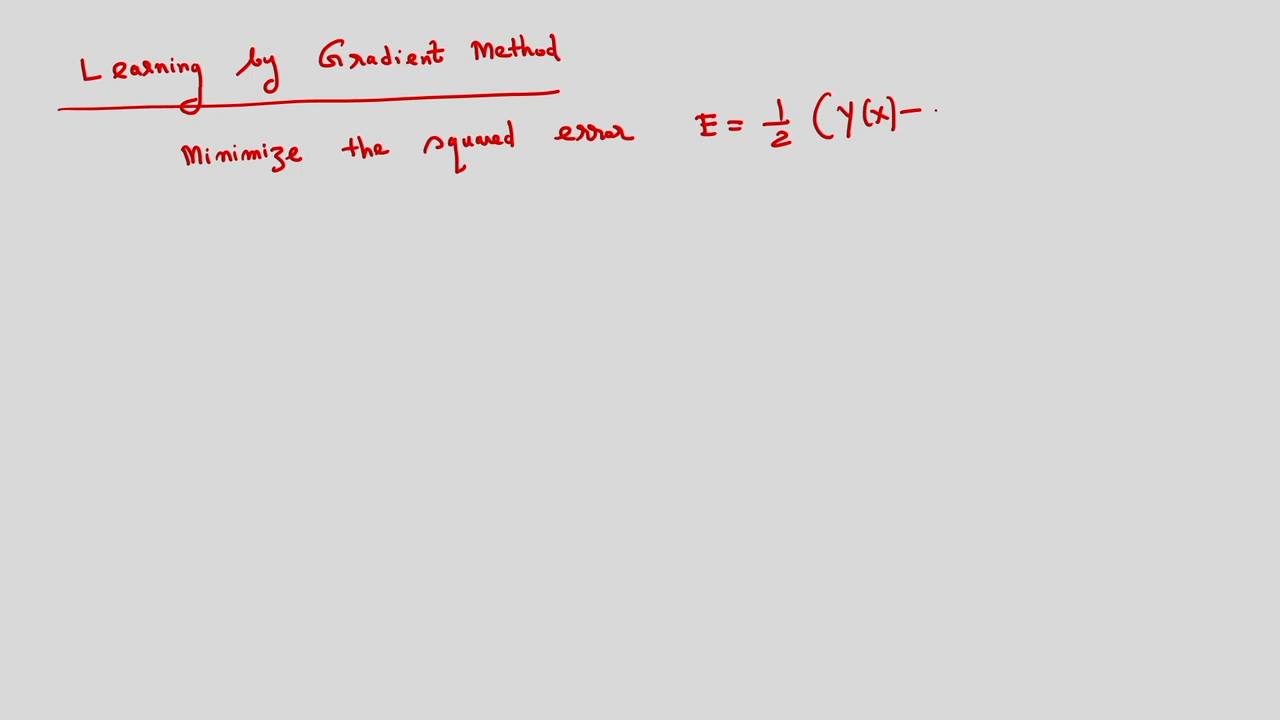 Learning by Gradient Method
Minimize the squared error E = 1/2 (Y(x) -